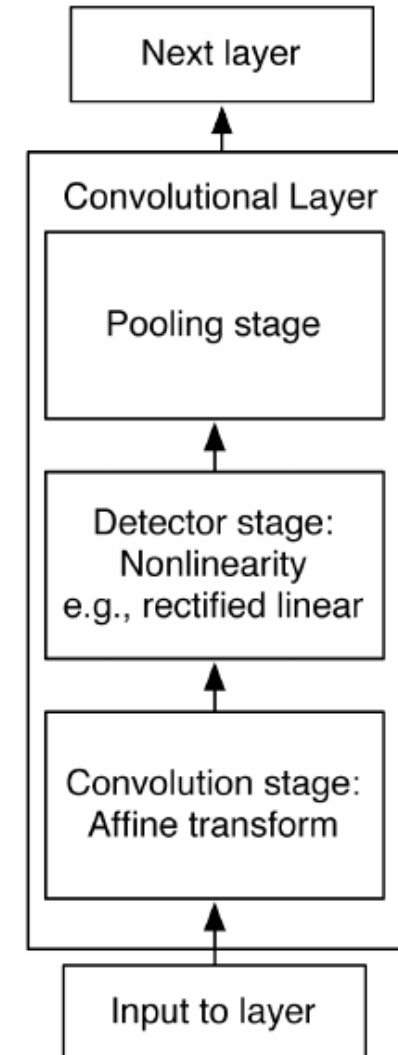 Next layer
Convolutional Layer
Pooling stage
Detector stage:
Nonlinearity
e.g., rectified linear
Convolution stage:
Affine transform
Input to layer